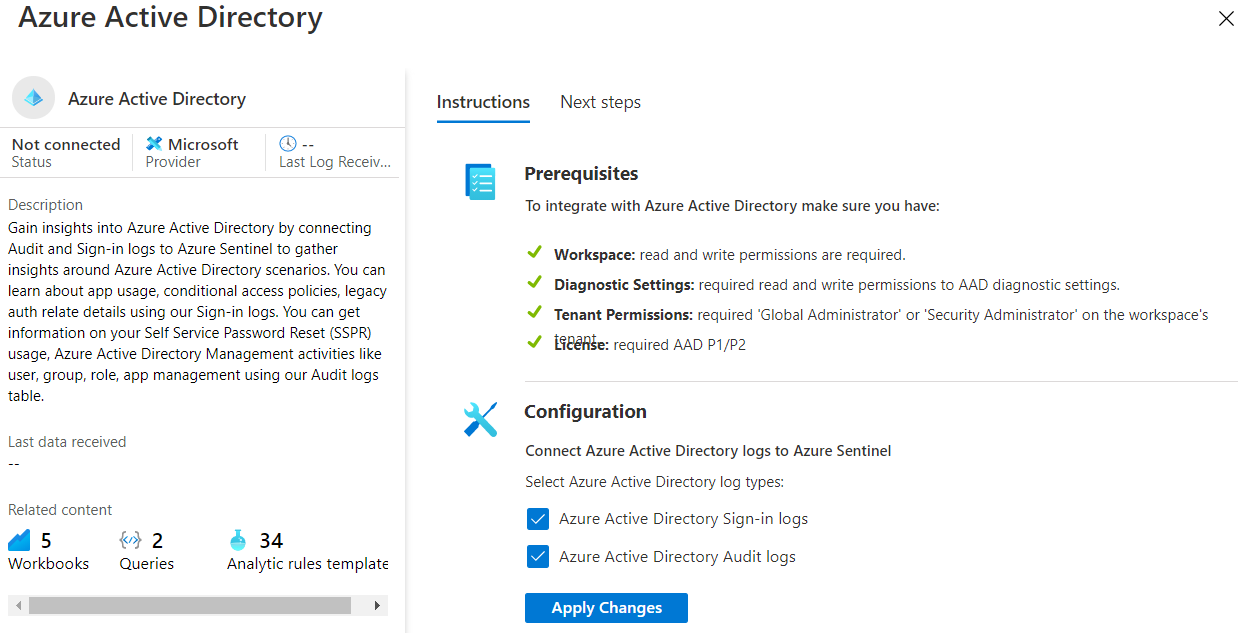 Azure Active Directory
Azure Active Directory
Not connected
Status
Microsoft
Provider
--
Last Log Receiv...
Description
Gain insights into Azure Active Directory by connecting
Audit and Sign-in logs to Azure Sentinel to gather
insights around Azure Active Directory scenarios. You can
learn about app usage, conditional access policies, legacy
auth relate details using our Sign-in logs. You can get
information on your Self Service Password Reset (SSPR)
usage, Azure Active Directory Management activities like
user, group, role, app management using our Audit logs
table.
Last data received
--
Related content
5
Workbooks
2
Queries
34
Analytic rules template
Instructions
Next steps
Prerequisites
To integrate with Azure Active Directory make sure you have:
Workspace: read and write permissions are required.
Diagnostic Settings: required read and write permissions to AAD diagnostic settings.
Tenant Permissions: required 'Global Administrator' or 'Security Administrator' on the workspace's
tenant.
License: required AAD P1/P2
Configuration
Connect Azure Active Directory logs to Azure Sentinel
Select Azure Active Directory log types:
Azure Active Directory Sign-in logs
Azure Active Directory Audit logs
Apply Changes